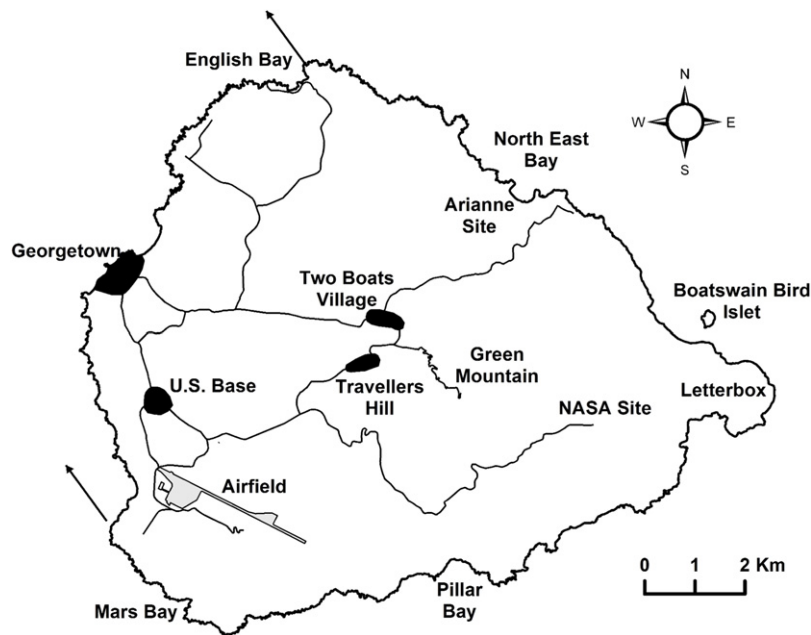 English Bay
N
W
E
S
North East
Bay
Arianne
Site
Georgetown
Two Boats
Village
Boatswain Bird
Islet
Green
Mountain
U.S. Base
Travellers
Hill
Letterbox
NASA Site
Airfield
0 1 2 Km
Pillar
Bay
Mars Bay